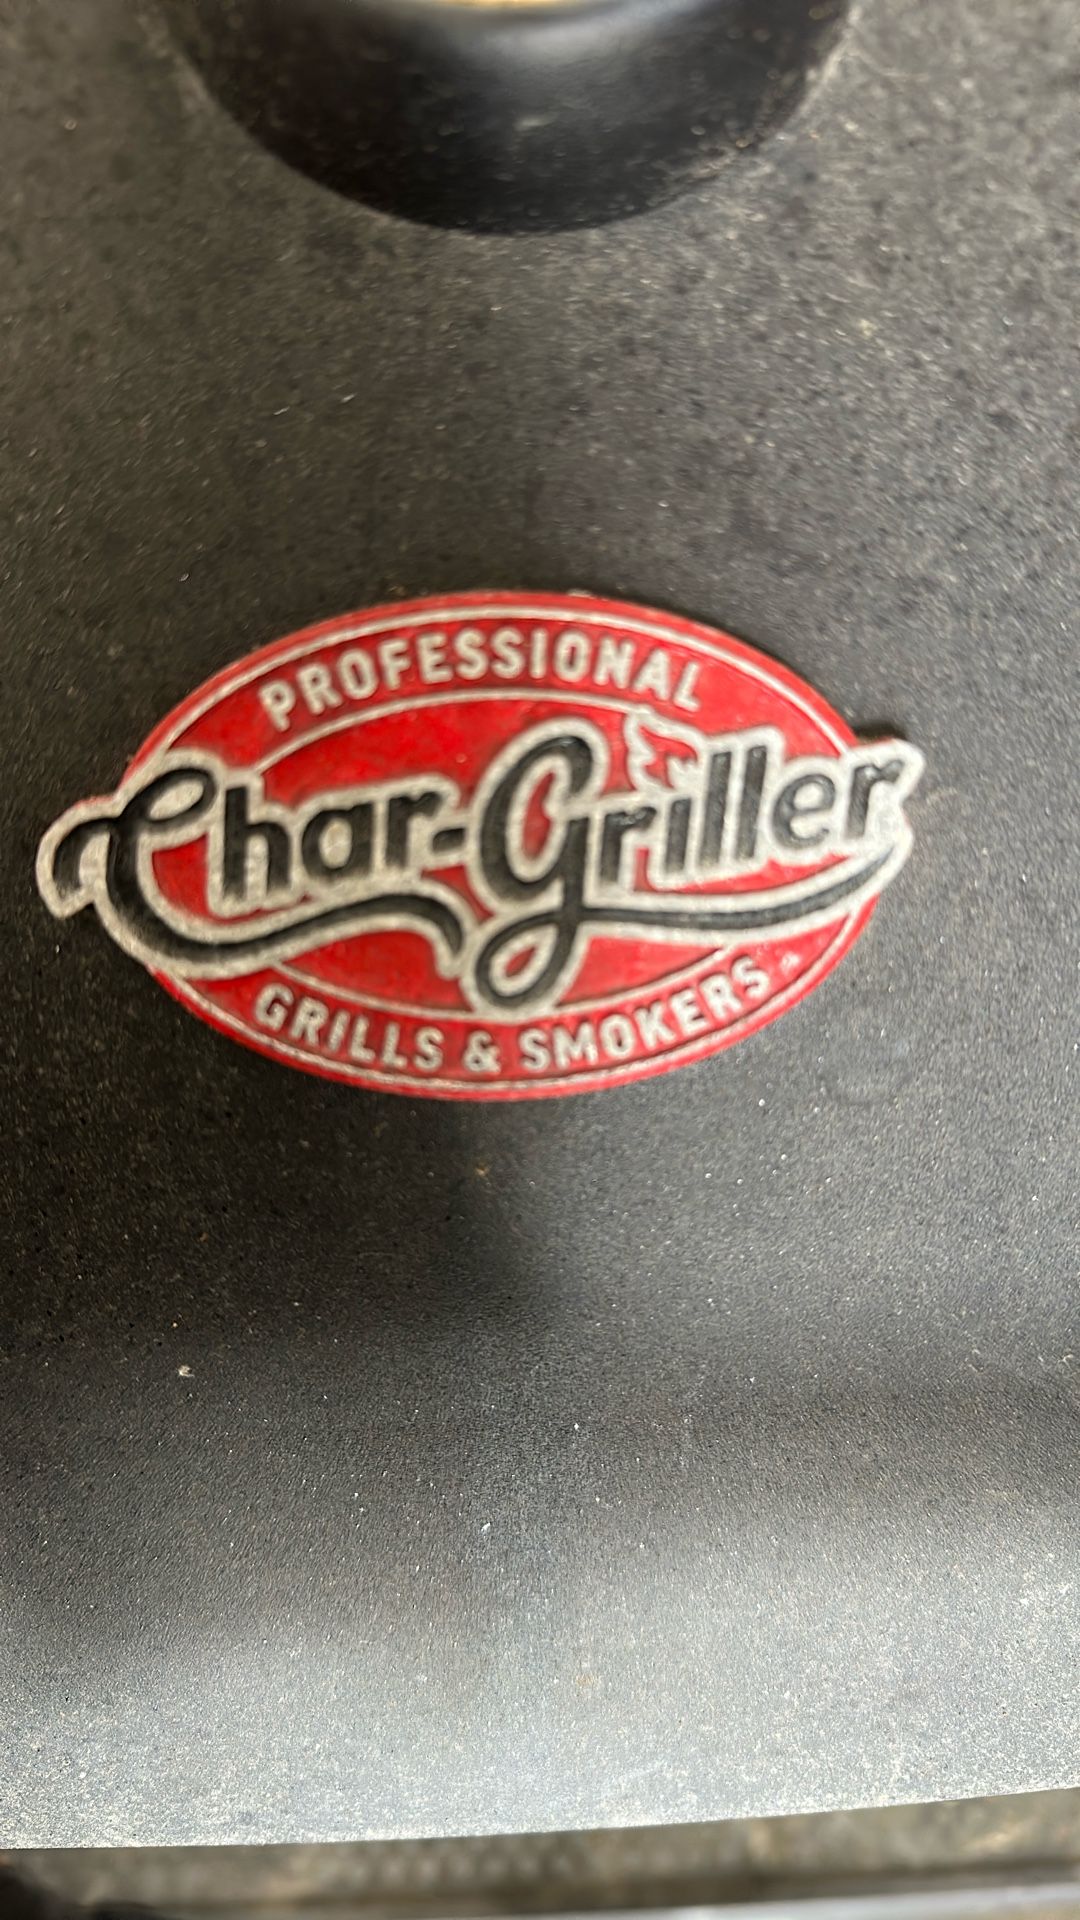 PROFESSIONAL
Char-Griller
GRILLS & SMOKERS